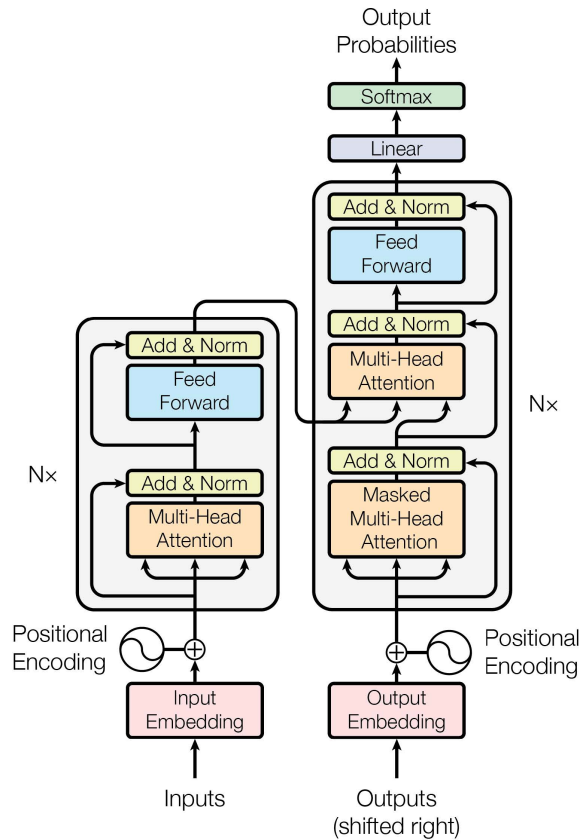 Output
Probabilities
Softmax
Linear
Add & Norm
Feed
Forward
Add & Norm
Multi-Head
Attention
Add & Norm
Masked
Multi-Head
Attention
Nx
Add & Norm
Feed
Forward
Add & Norm
Multi-Head
Attention
Nx
Positional
Encoding
Positional
Encoding
Input
Embedding
Output
Embedding
Inputs
Outputs
(shifted right)